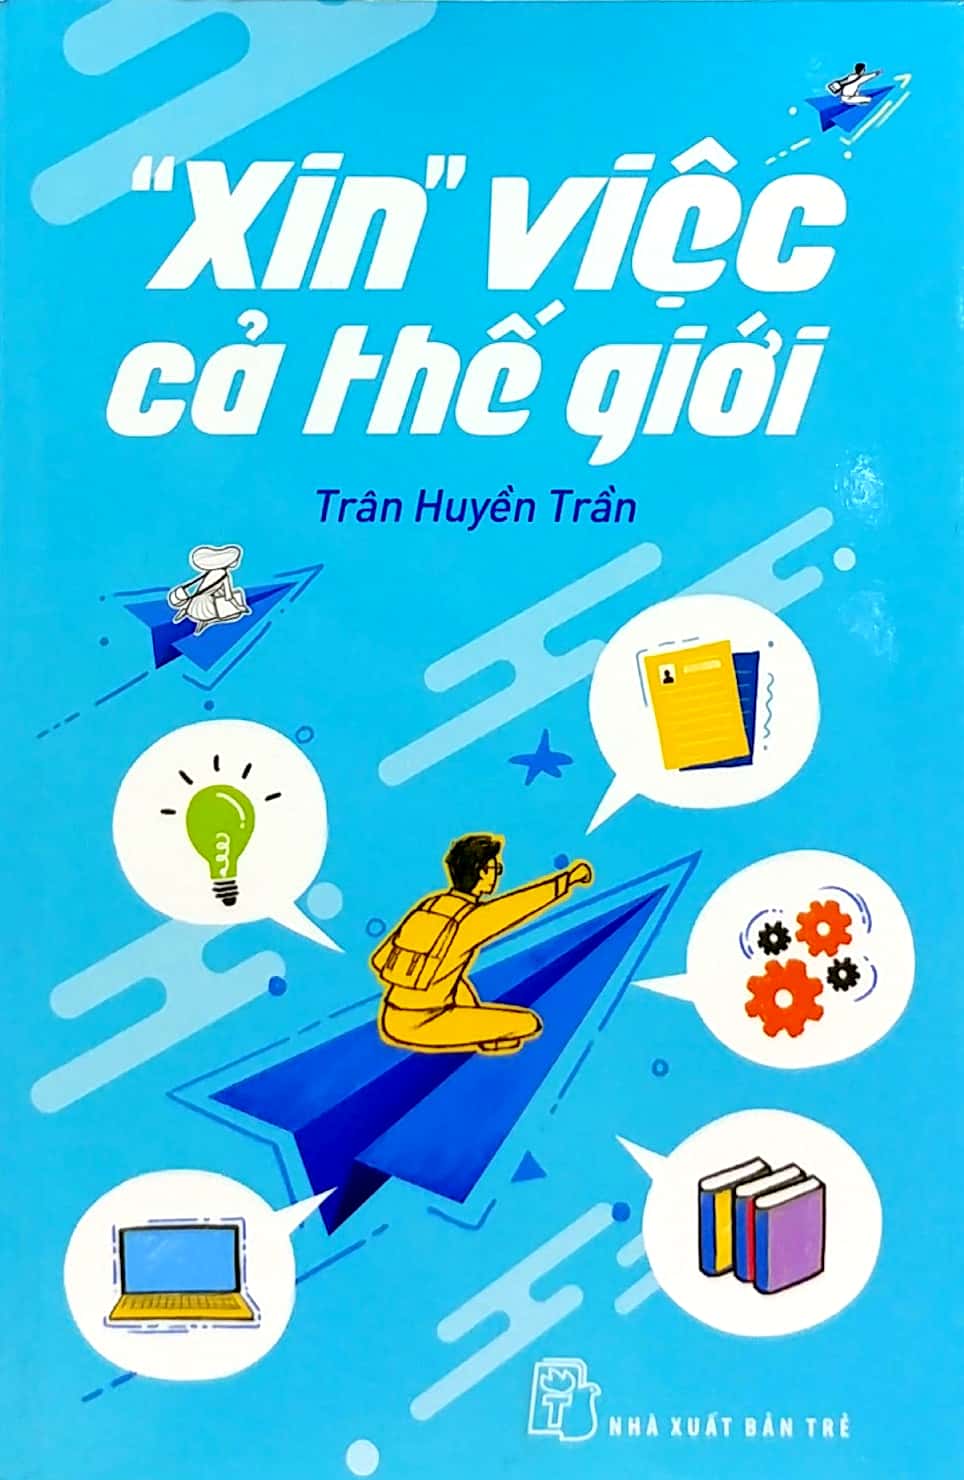 "Xin" việc
cả thế giới
Trân Huyền Trần
NHÀ XUẤT BẢN TRẺ